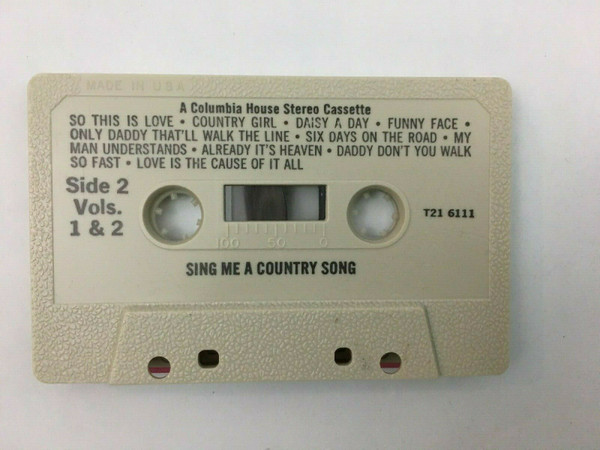 MADE IN U.S.A
A Columbia House Stereo Cassette
SO THIS IS LOVE • COUNTRY GIRL • DAISY A DAY • FUNNY FACE •
ONLY DADDY THAT'LL WALK THE LINE • SIX DAYS ON THE ROAD • MY
MAN UNDERSTANDS • ALREADY IT'S HEAVEN • DADDY DON'T YOU WALK
SO FAST • LOVE IS THE CAUSE OF IT ALL
Side 2
Vols.
1 & 2
T21 6111
100 50 0
SING ME A COUNTRY SONG